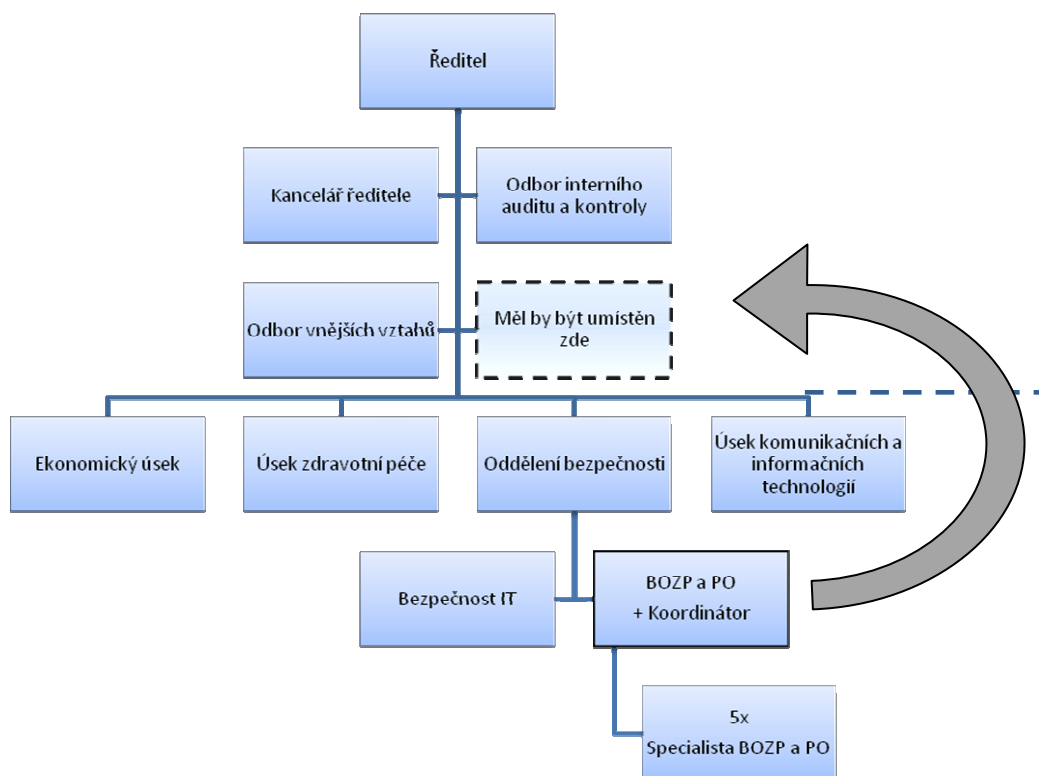 Ředitel
Kancelář ředitele
Odbor interního
auditu a kontroly
Odbor vnějších vztahů
Měl by být umístěn
zde
Ekonomický úsek
Úsek zdravotní péče
Oddělení bezpečnosti
Úsek komunikačních a
informačních
technologií
Bezpečnost IT
BOZP a PO
+ Koordinátor
5x
Specialista BOZP a PO